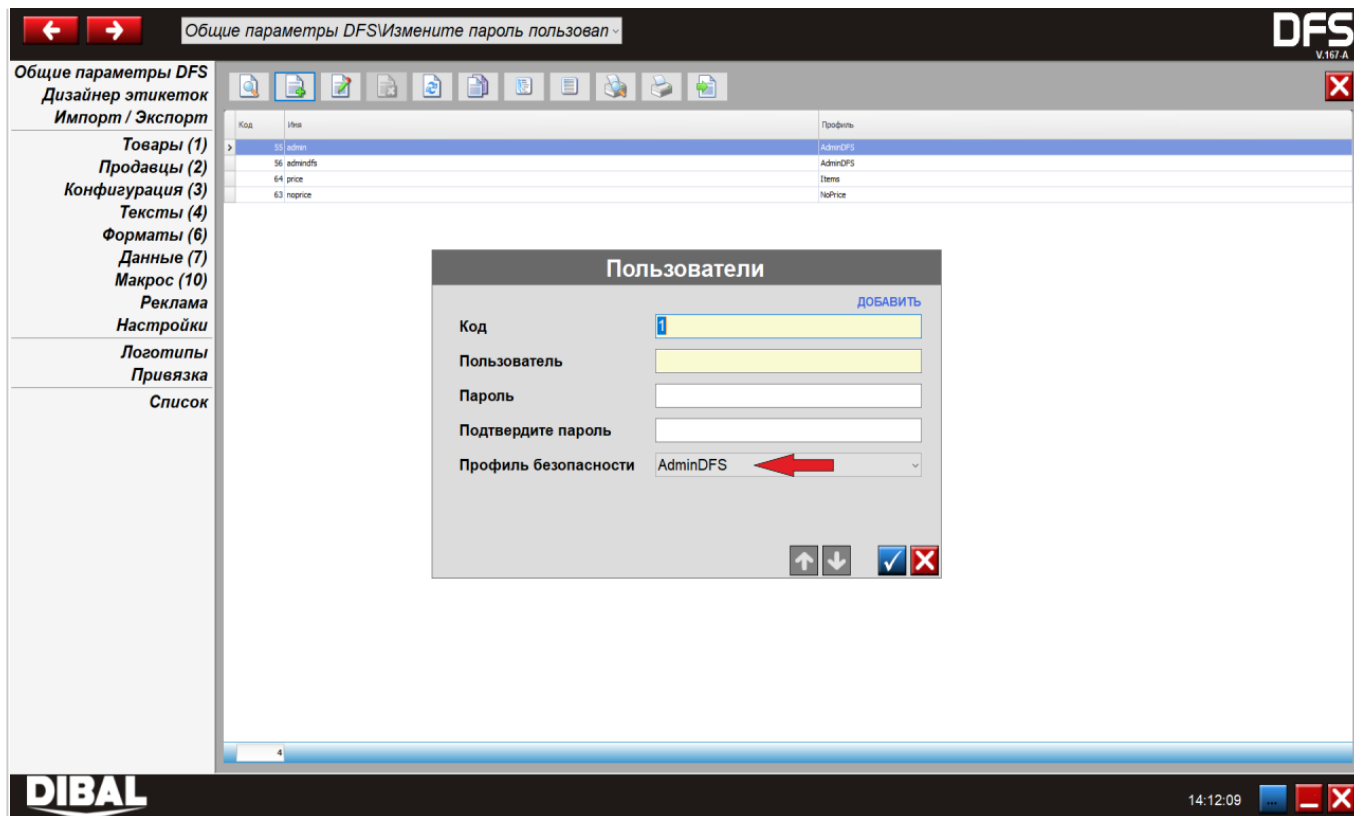 Общие параметры DFS\Измените пароль пользоват
DFS
V.167-A
Общие параметры DFS
Дизайнер этикеток
Импорт / Экспорт
Товары (1)
Продавцы (2)
Конфигурация (3)
Тексты (4)
Форматы (6)
Данные (7)
Макрос (10)
Реклама
Настройки
Логотипы
Привязка
Список
Код Имя Профиль
55 admin AdminDFS
56 admindfs AdminDFS
64 price Items
63 noprice NoPrice
Пользователи
ДОБАВИТЬ
Код 1
Пользователь
Пароль
Подтвердите пароль
Профиль безопасности AdminDFS
4
DIBAL
14:12:09 ...